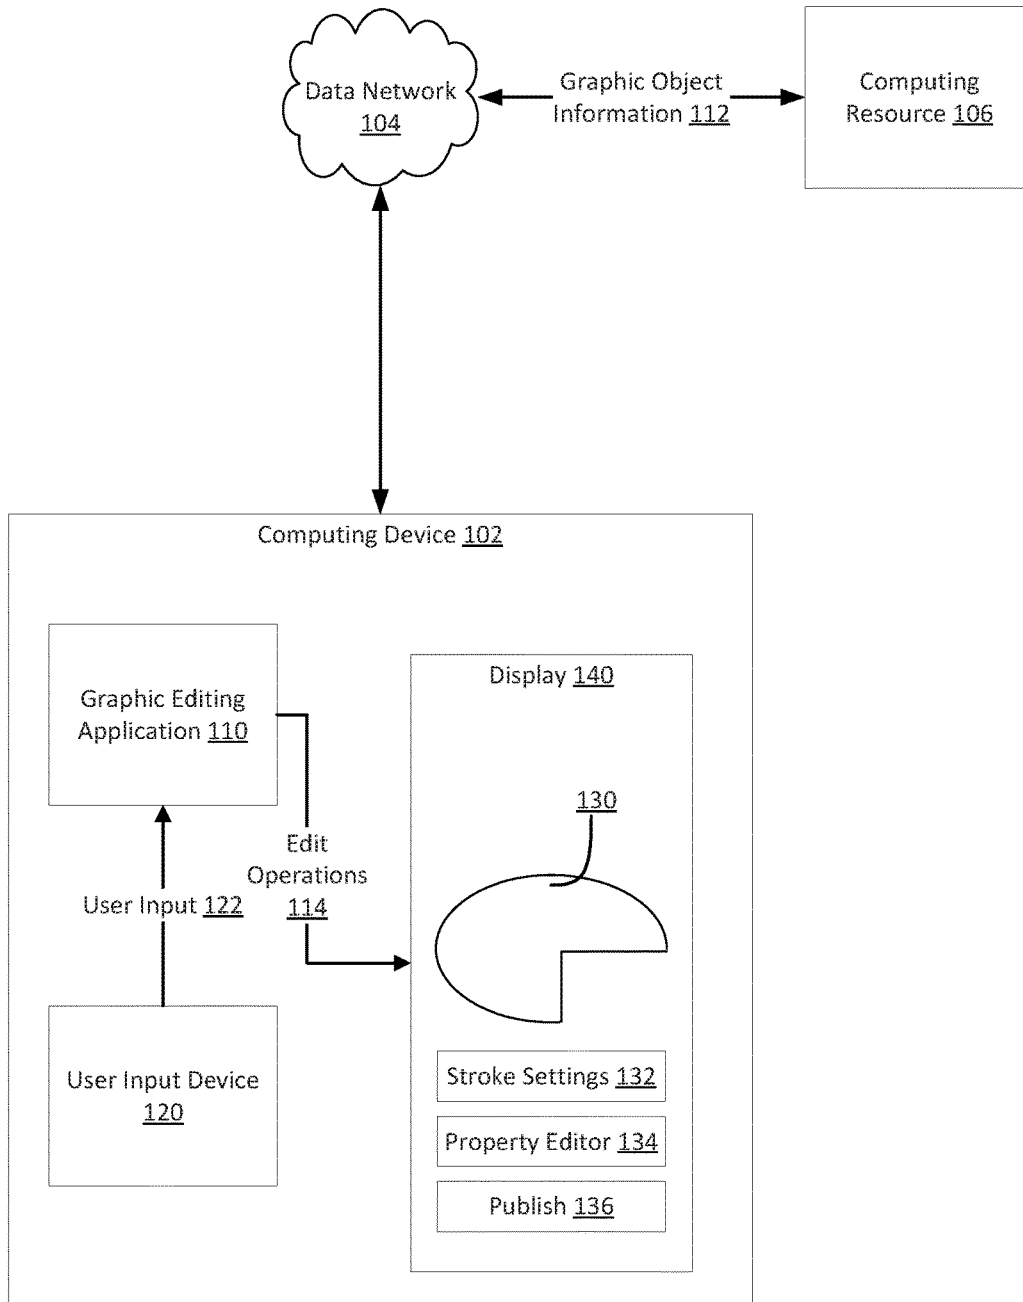 Data Network
104
Graphic Object
Information 112
Computing
Resource 106
Computing Device 102
Graphic Editing
Application 110
Display 140
130
Edit
Operations
114
User Input 122
User Input Device
120
Stroke Settings 132
Property Editor 134
Publish 136